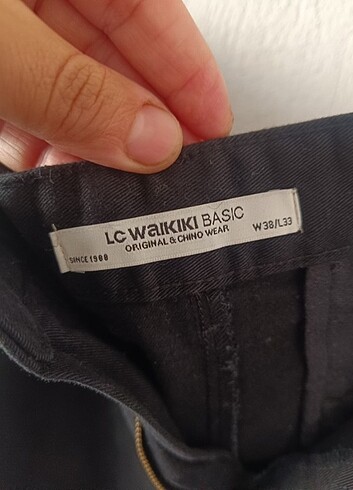 LC WAIKIKI BASIC
ORIGINAL & CHINO WEAR
W38/L33
SINCE 1988